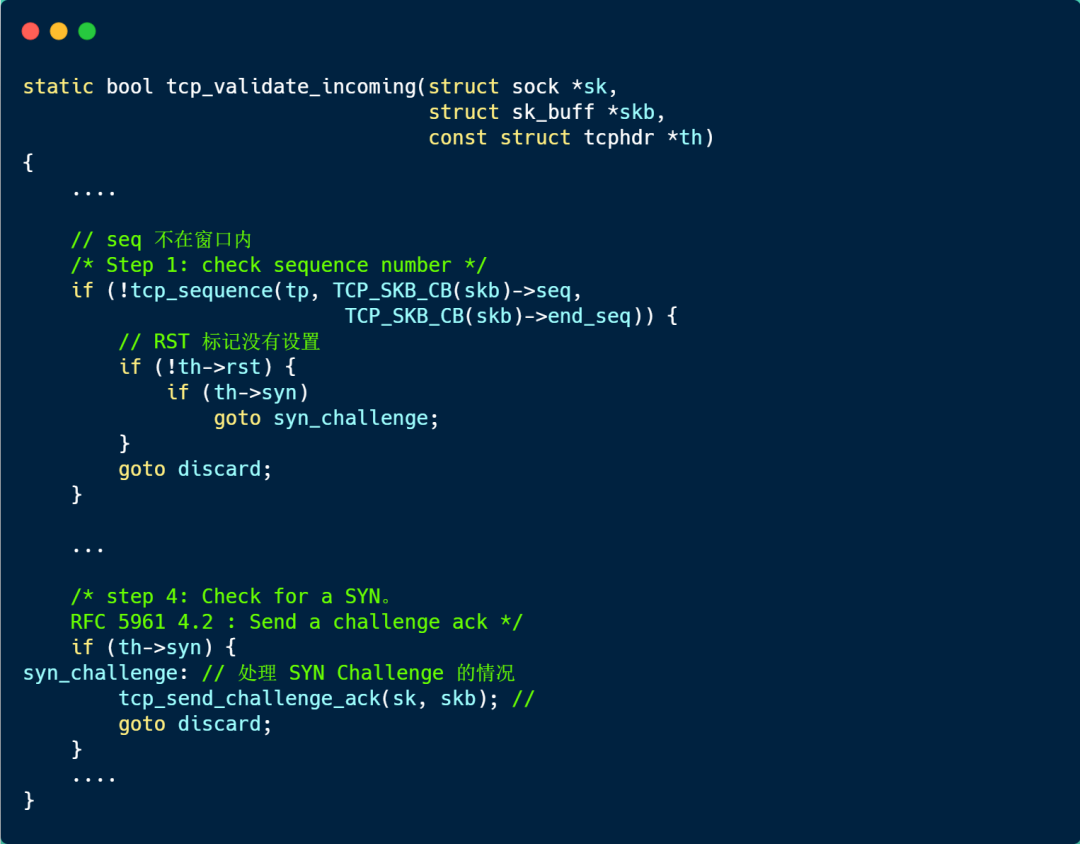 static bool tcp_validate_incoming(struct sock *sk,
                                  struct sk_buff *skb,
                                  const struct tcphdr *th)
{
    ....
    // seq 不在窗口内
    /* Step 1: check sequence number */
    if (!tcp_sequence(tp, TCP_SKB_CB(skb)->seq,
                           TCP_SKB_CB(skb)->end_seq)) {
        // RST 标记没有设置
        if (!th->rst) {
            if (th->syn)
                goto syn_challenge;
        }
        goto discard;
    }
    ...
    /* step 4: Check for a SYN。
    RFC 5961 4.2 : Send a challenge ack */
    if (th->syn) {
syn_challenge: // 处理 SYN Challenge 的情况
        tcp_send_challenge_ack(sk, skb); //
        goto discard;
    }
    ....
}